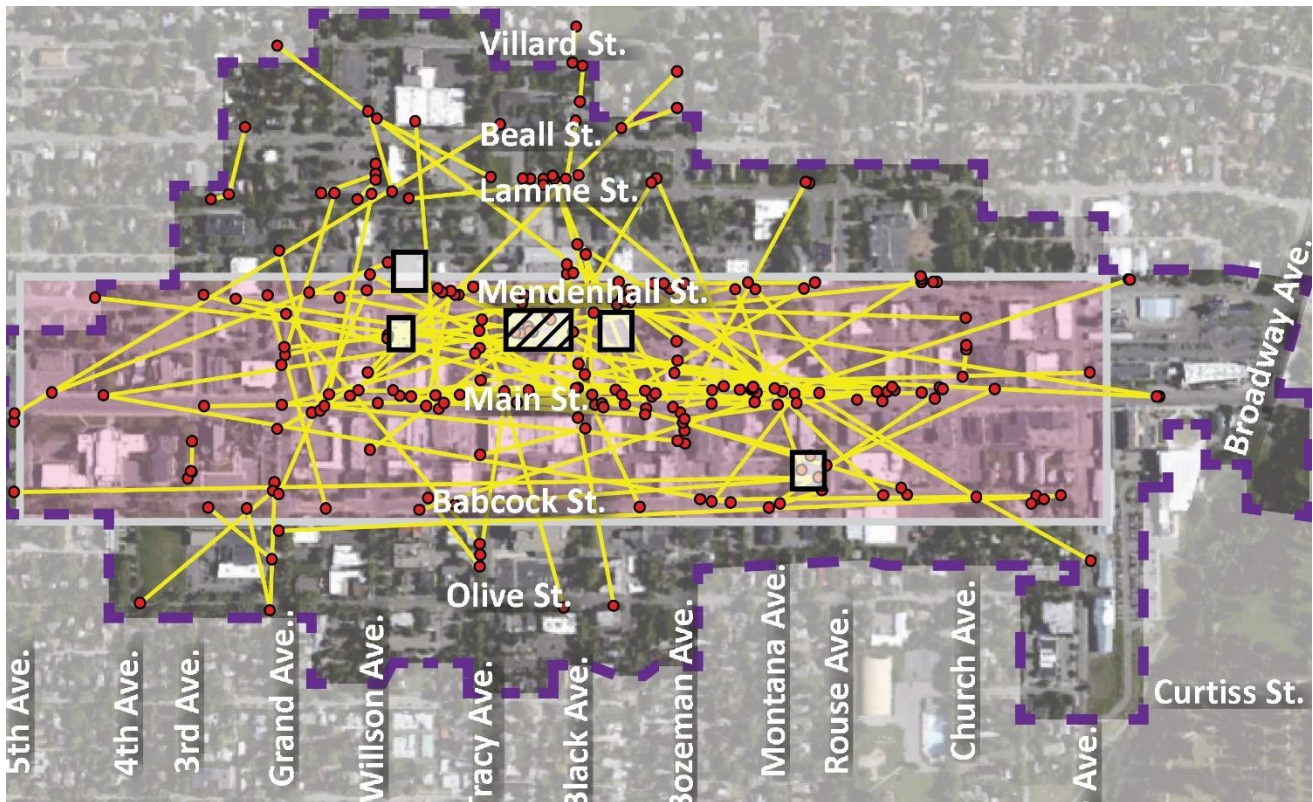 Villard St.
Beall St.
Lamme St.
Mendenhall St.
Main St.
Babcock St.
Olive St.
Broadway Ave.
5th Ave.
4th Ave.
3rd Ave.
Grand Ave.
Willson Ave.
Tracy Ave.
Black Ave.
Bozeman Ave.
Montana Ave.
Rouse Ave.
Church Ave.
Ave.
Curtiss St.